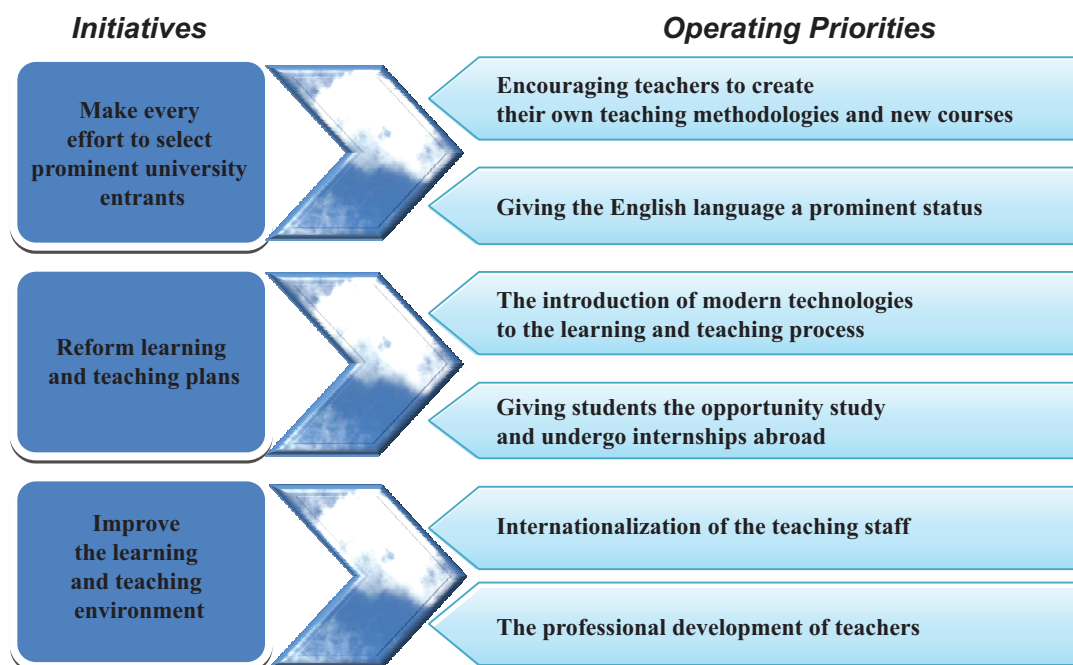 Initiatives
Operating Priorities
Make every
effort to select
prominent university
entrants
Encouraging teachers to create
their own teaching methodologies and new courses
Giving the English language a prominent status
Reform learning
and teaching plans
The introduction of modern technologies
to the learning and teaching process
Giving students the opportunity study
and undergo internships abroad
Improve
the learning
and teaching
environment
Internationalization of the teaching staff
The professional development of teachers